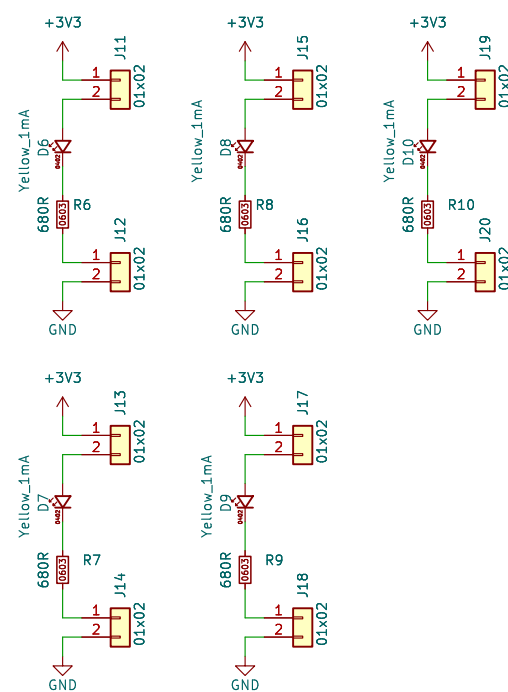 +3V3
J11
1
2
01x02
Yellow_1mA
D6
0402
680R
0603
R6
J12
1
2
01x02
GND
+3V3
J15
1
2
01x02
Yellow_1mA
D8
0402
680R
0603
R8
J16
1
2
01x02
GND
+3V3
J19
1
2
01x02
Yellow_1mA
D10
0402
680R
0603
R10
J20
1
2
01x02
GND
+3V3
J13
1
2
01x02
Yellow_1mA
D7
0402
680R
0603
R7
J14
1
2
01x02
GND
+3V3
J17
1
2
01x02
Yellow_1mA
D9
0402
680R
0603
R9
J18
1
2
01x02
GND